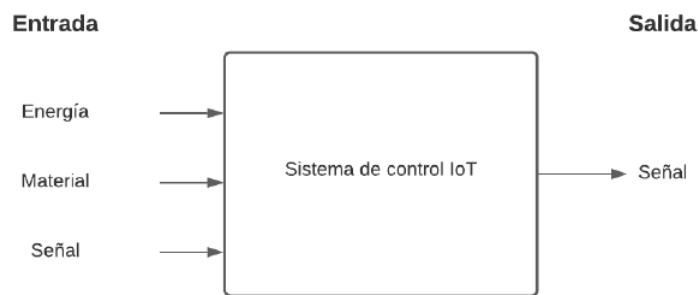 Entrada
Salida
Energía
Material
Sistema de control IoT
Señal
Señal